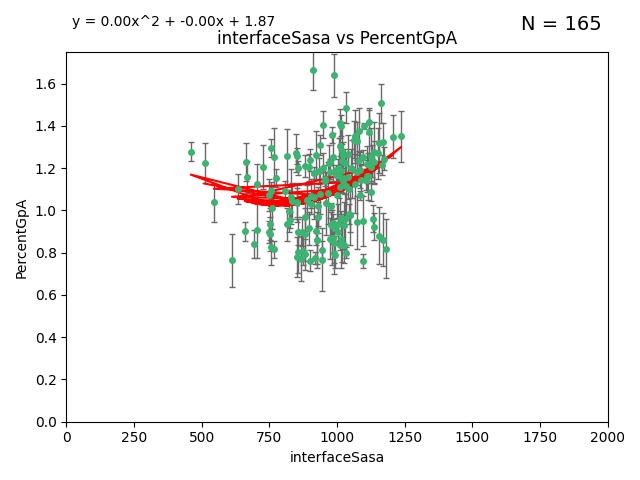 y = 0.00x^2 + -0.00x + 1.87
N = 165
interfaceSasa vs PercentGpA
PercentGpA
1.6
1.4
1.2
1.0
0.8
0.6
0.4
0.2
0.0
0 250 500 750 1000 1250 1500 1750 2000
interfaceSasa